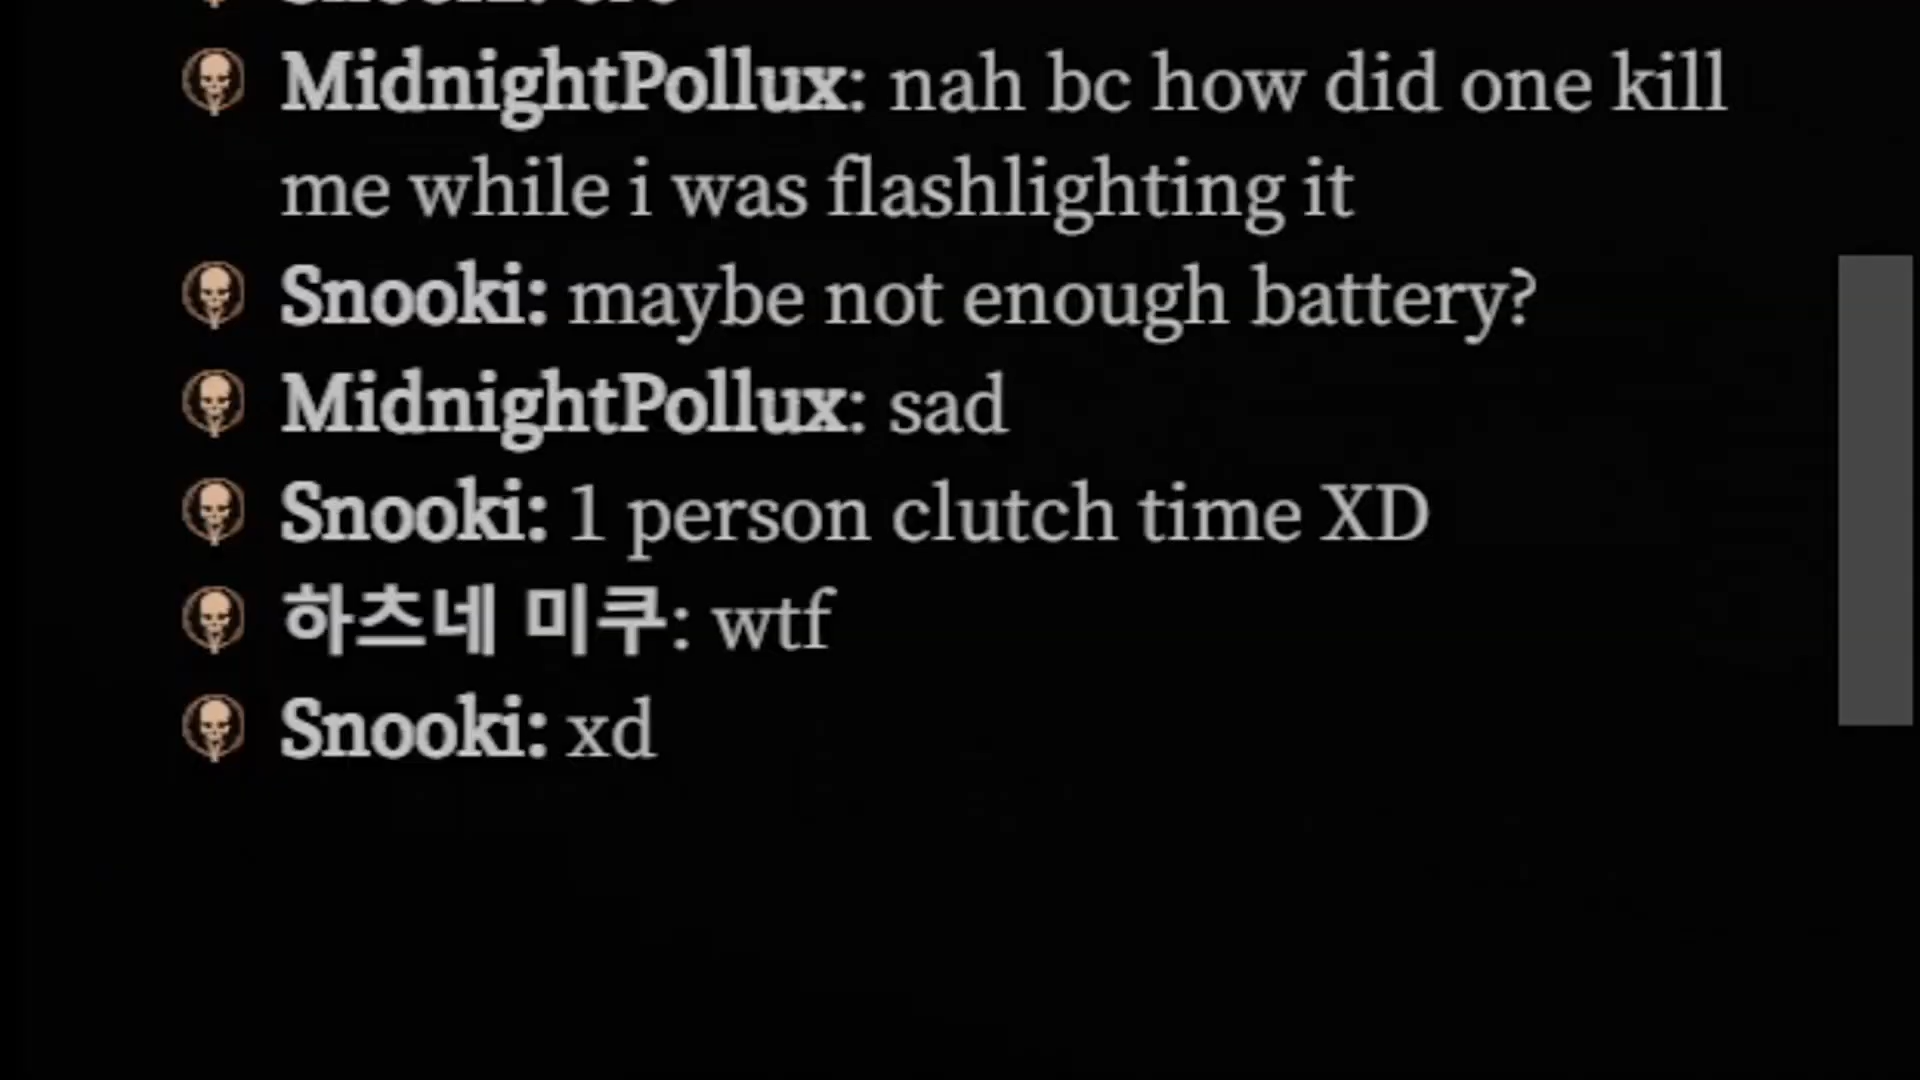 MidnightPollux: nah bc how did one kill
me while i was flashlighting it
Snooki: maybe not enough battery?
MidnightPollux: sad
Snooki: 1 person clutch time XD
하츠네 미쿠: wtf
Snooki: xd